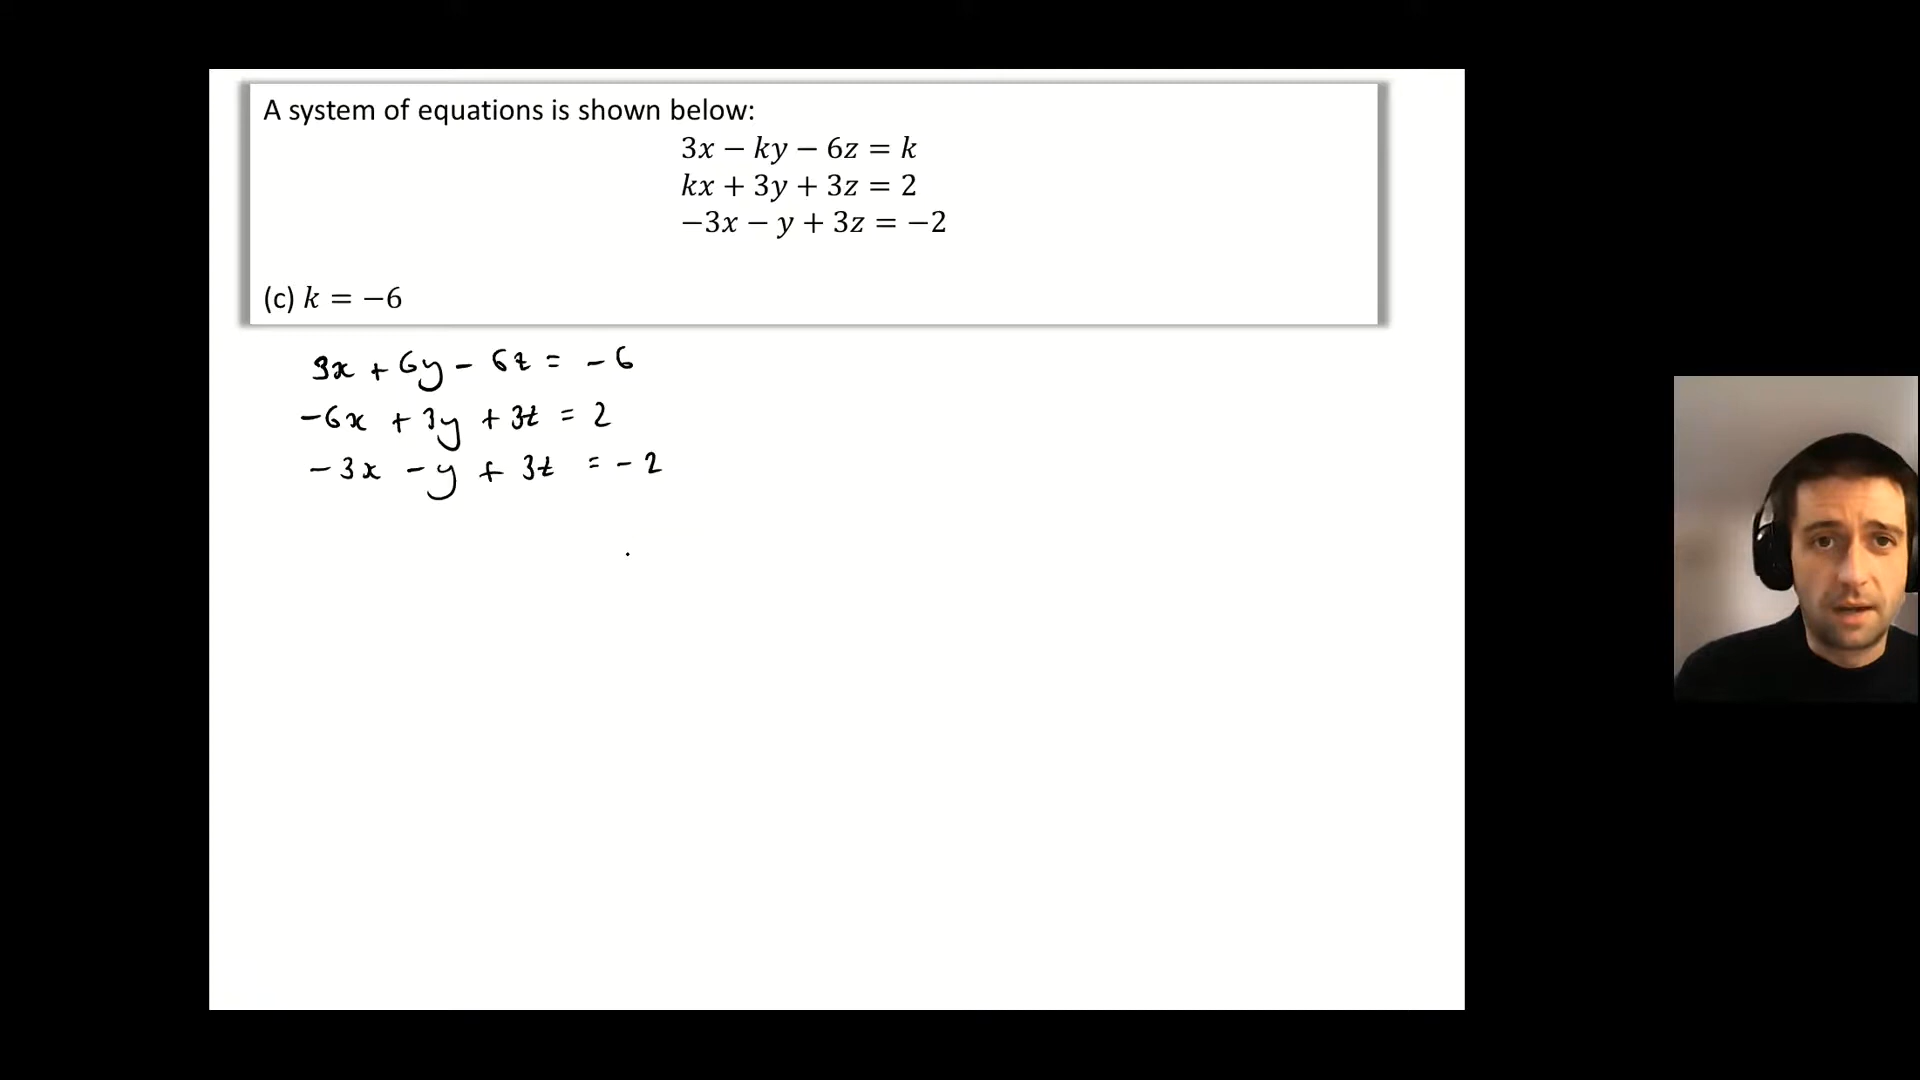 A system of equations is shown below:
3x − ky − 6z = k
kx + 3y + 3z = 2
−3x − y + 3z = −2
(c) k = −6
3x + 6y - 6z = - 6
-6x + 3y + 3z = 2
- 3x - y + 3z = - 2